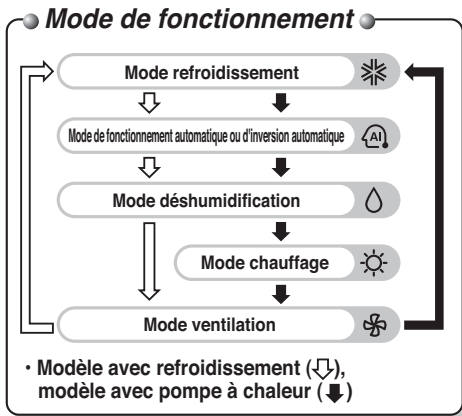 Mode de fonctionnement
Mode refroidissement
Mode de fonctionnement automatique ou d'inversion automatique
AI
Mode déshumidification
Mode chauffage
Mode ventilation
· Modèle avec refroidissement (⇩),
modèle avec pompe à chaleur (⬇)